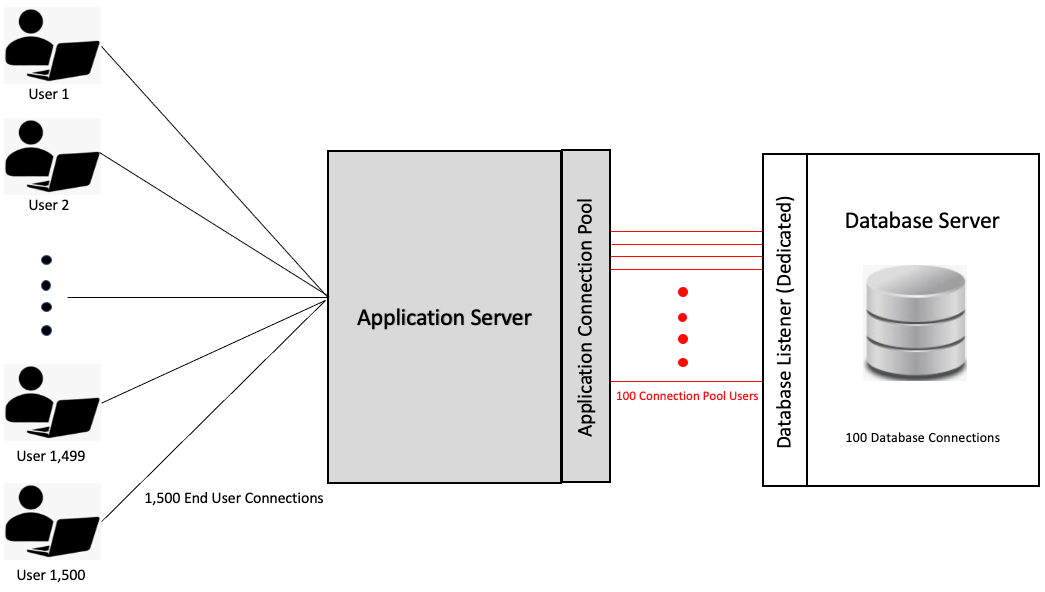 User 1
User 2
User 1,499
User 1,500
1,500 End User Connections
Application Server
Application Connection Pool
100 Connection Pool Users
Database Listener (Dedicated)
Database Server
100 Database Connections